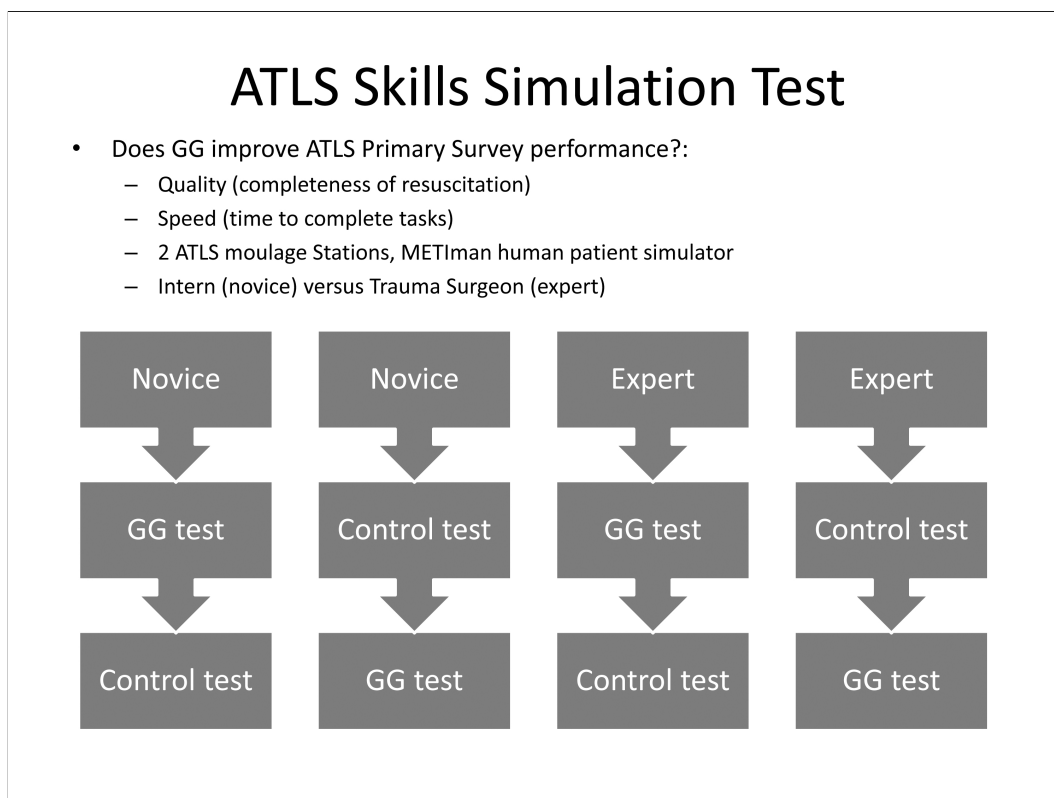 ATLS Skills Simulation Test
• Does GG improve ATLS Primary Survey performance?:
– Quality (completeness of resuscitation)
– Speed (time to complete tasks)
– 2 ATLS moulage Stations, METIman human patient simulator
– Intern (novice) versus Trauma Surgeon (expert)
Novice
Novice
Expert
Expert
GG test
Control test
GG test
Control test
Control test
GG test
Control test
GG test